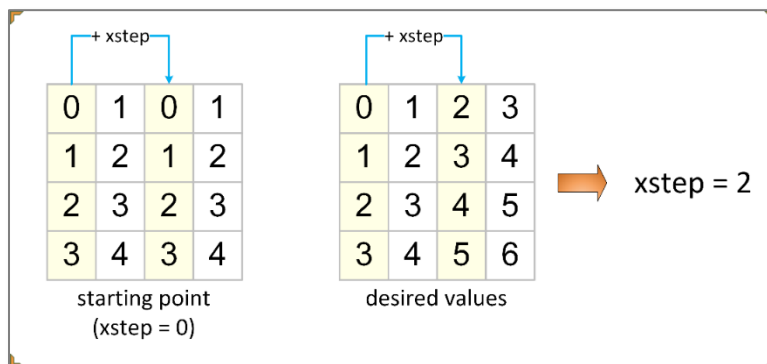 + xstep + xstep
0 1 0 1 0 1 2 3
1 2 1 2 1 2 3 4
xstep = 2
2 3 2 3 2 3 4 5
3 4 3 4 3 4 5 6
starting point desired values
(xstep = 0)